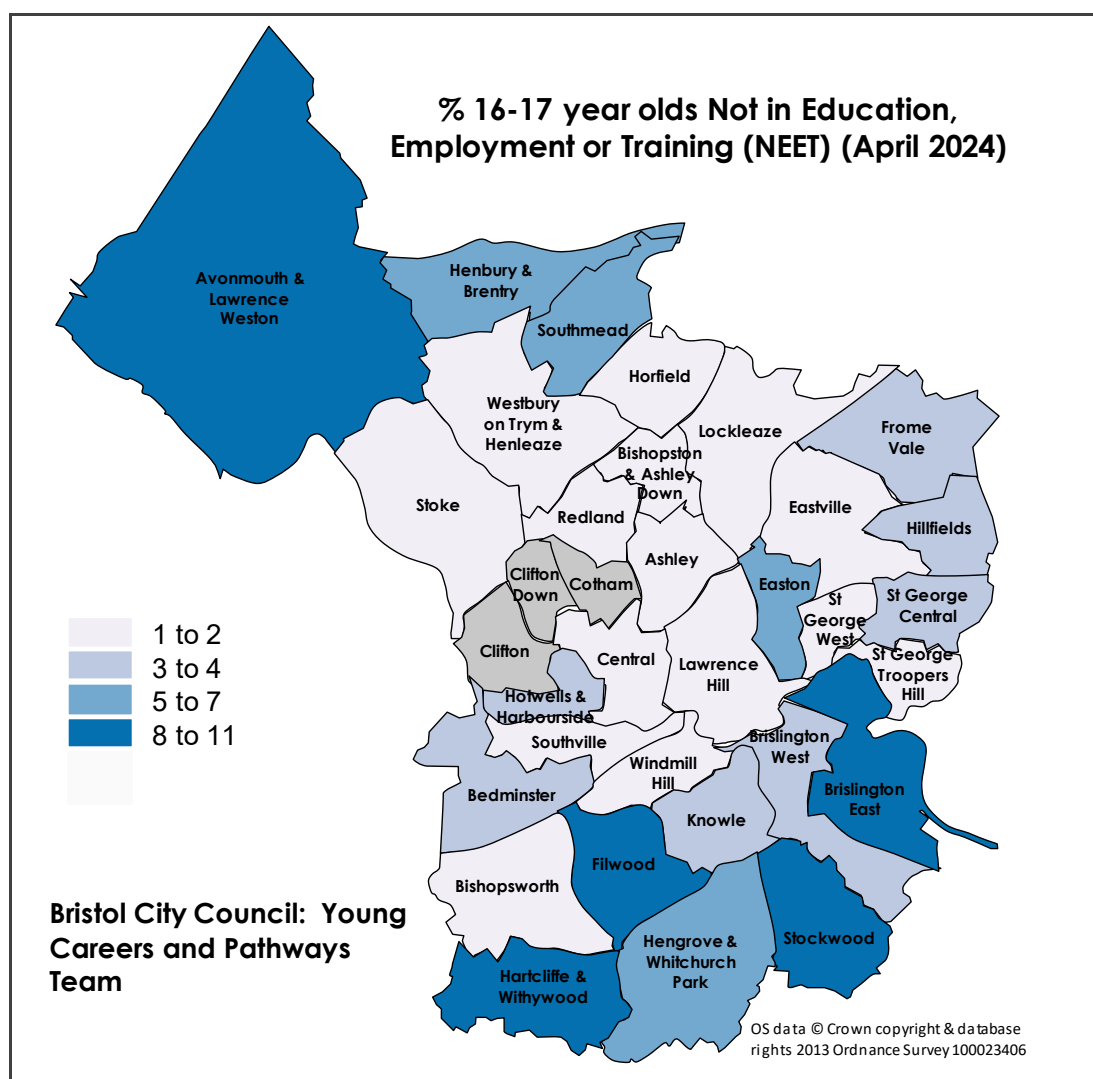 % 16-17 year olds Not in Education,
Employment or Training (NEET) (April 2024)
Avonmouth &
Lawrence
Weston
Henbury &
Brentry
Southmead
Horfield
Westbury
on Trym &
Henleaze
Lockleaze
Frome
Vale
Bishopston
& Ashley
Down
Stoke
Redland
Eastville
Hillfields
Ashley
Clifton
Down
Cotham
Easton
St
George
West
St George
Central
Clifton
Central
Lawrence
Hill
St George
Troopers
Hill
Hotwells &
Harbourside
Southville
Windmill
Hill
Brislington
West
Brislington
East
Bedminster
Knowle
Filwood
Bishopsworth
Stockwood
Hengrove &
Whitchurch
Park
Hartcliffe &
Withywood
1 to 2
3 to 4
5 to 7
8 to 11
Bristol City Council: Young
Careers and Pathways
Team
OS data © Crown copyright & database
rights 2013 Ordnance Survey 100023406